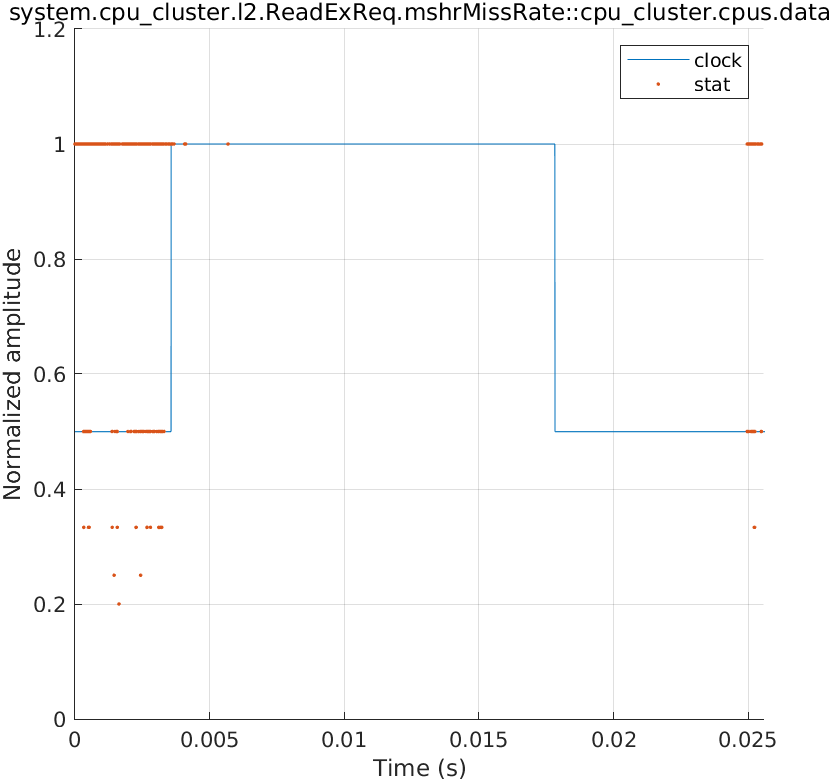 system.cpu_cluster.l2.ReadExReq.mshrMissRate::cpu_cluster.cpus.data
1.2
clock
stat
1
0.8
0.6
0.4
0.2
0
Normalized amplitude
0
0.005
0.01
0.015
0.02
0.025
Time (s)